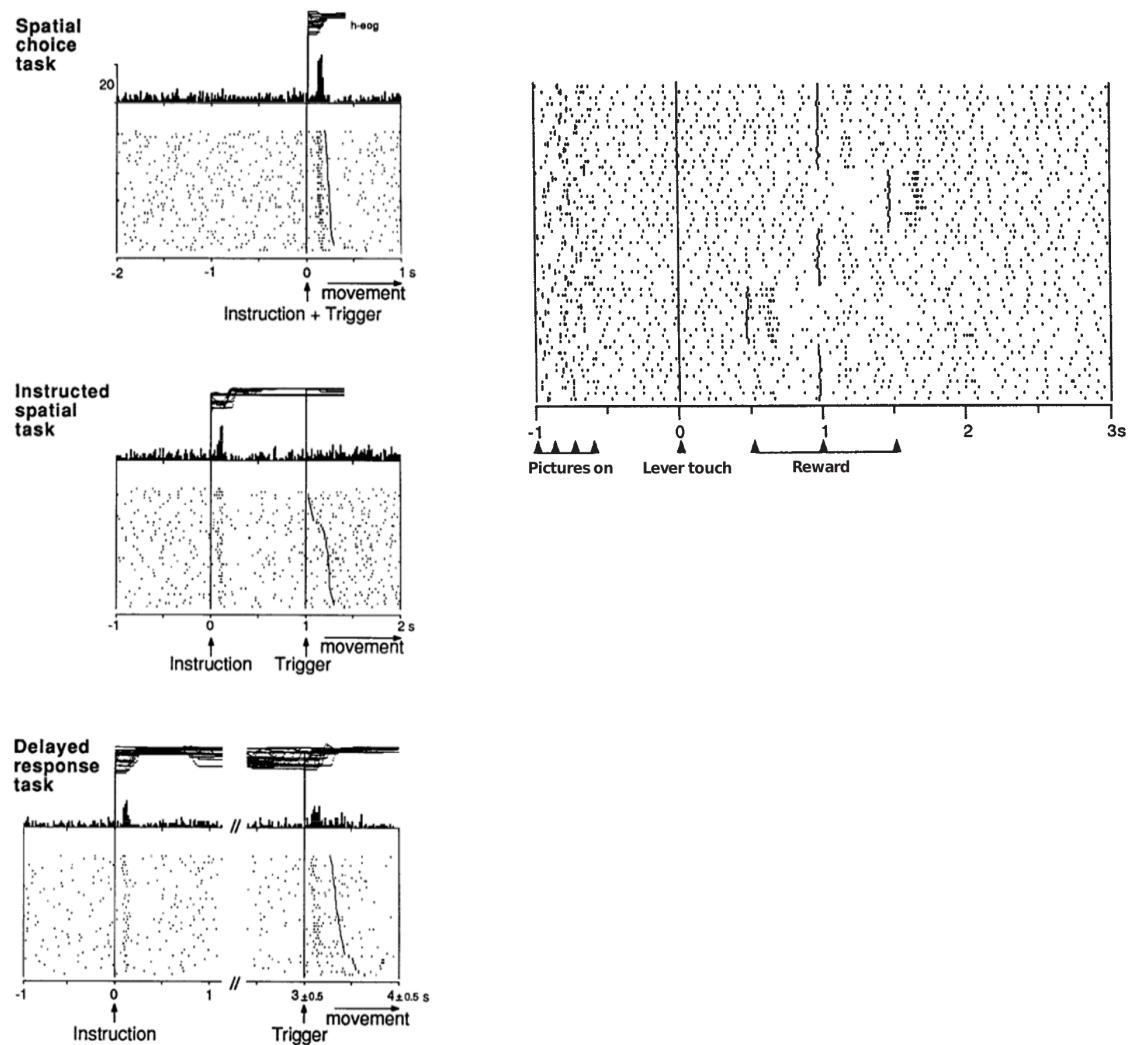 Spatial
choice
task
h-eog
20
-2 -1 0 1 s
movement
Instruction + Trigger
Instructed
spatial
task
-1 0 1 2 s
movement
Instruction Trigger
Delayed
response
task
//
-1 0 1 // 3 ±0.5 4 ±0.5 s
movement
Instruction Trigger
-1 0 1 2 3s
Pictures on Lever touch Reward